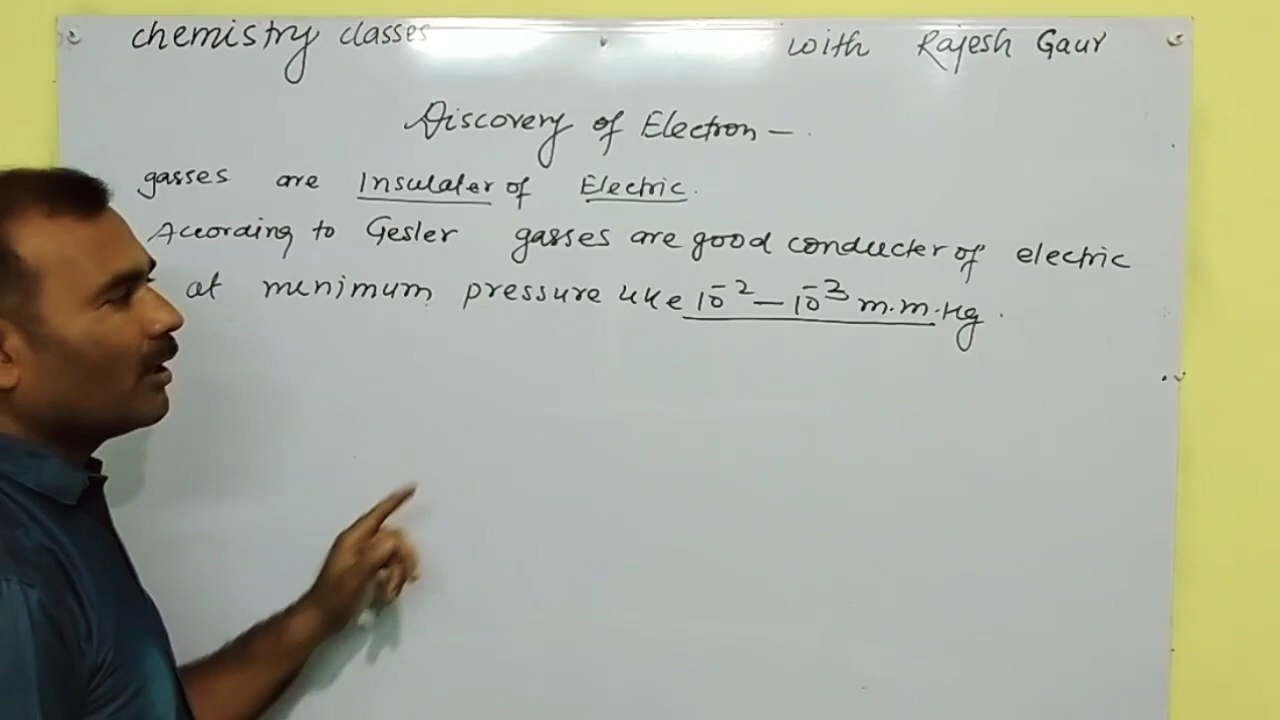 chemistry classes with Rajesh Gaur
Discovery of Electron -
gasses are Insulater of Electric.
According to Gesler gasses are good conducter of electric
at menimum pressure like 10⁻² - 10⁻³ m.m.Hg.